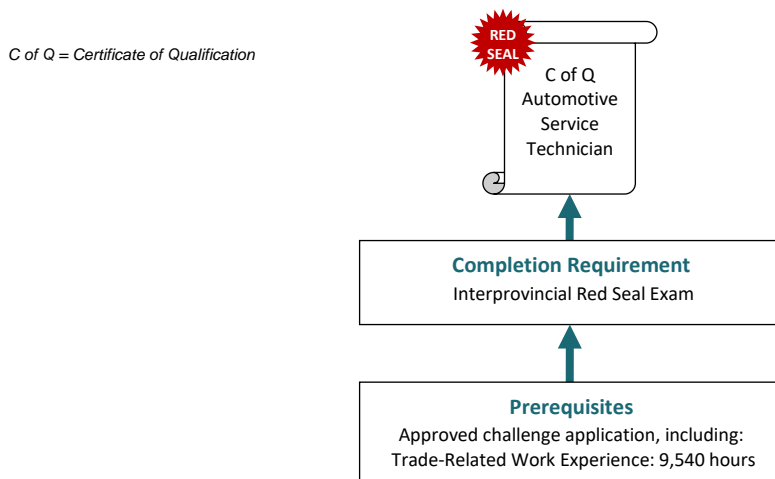 C of Q = Certificate of Qualification
RED
SEAL
C of Q
Automotive
Service
Technician
Completion Requirement
Interprovincial Red Seal Exam
Prerequisites
Approved challenge application, including:
Trade-Related Work Experience: 9,540 hours